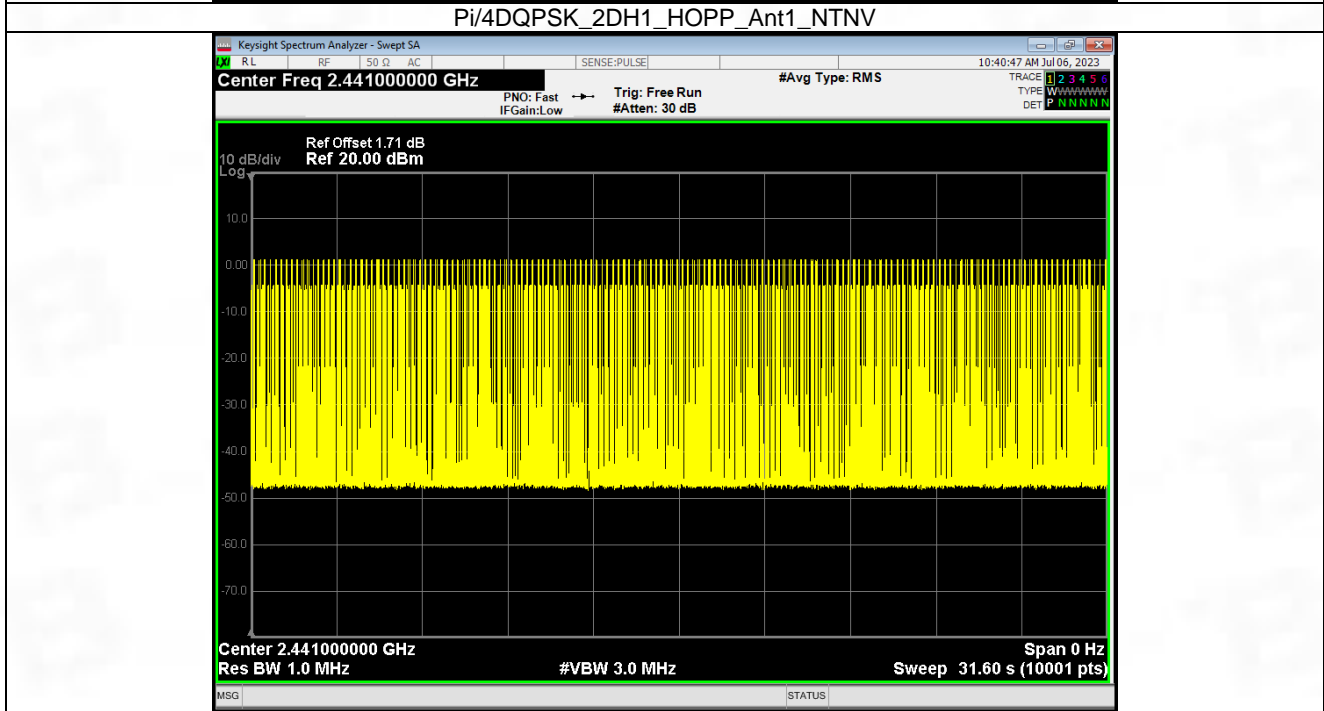 Pi/4DQPSK_2DH1_HOPP_Ant1_NTNV
Keysight Spectrum Analyzer - Swept SA
LXI RL RF 50 Ω AC SENSE:PULSE 10:40:47 AM Jul 06, 2023
Center Freq 2.441000000 GHz #Avg Type: RMS TRACE 1 2 3 4 5 6
PNO: Fast Trig: Free Run TYPE WWWWWW
IFGain:Low #Atten: 30 dB DET P N N N N N
Ref Offset 1.71 dB
10 dB/div Ref 20.00 dBm
Log
10.0
0.00
-10.0
-20.0
-30.0
-40.0
-50.0
-60.0
-70.0
Center 2.441000000 GHz Span 0 Hz
Res BW 1.0 MHz #VBW 3.0 MHz Sweep 31.60 s (10001 pts)
MSG STATUS